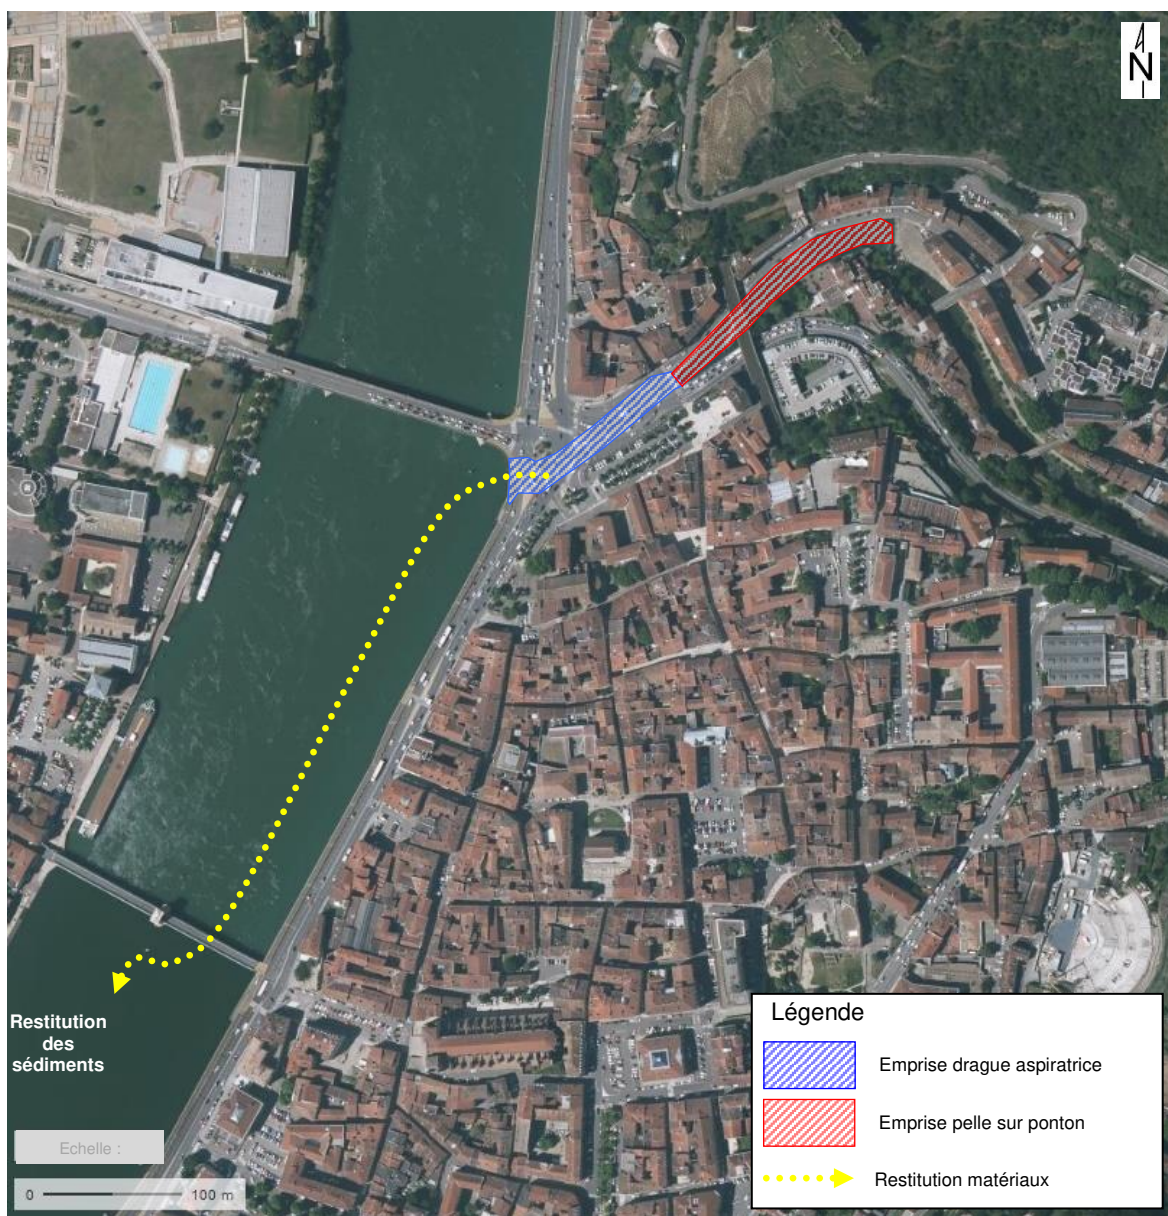 N
Restitution
des
sédiments
Echelle :
0 100 m
Légende
Emprise drague aspiratrice
Emprise pelle sur ponton
Restitution matériaux